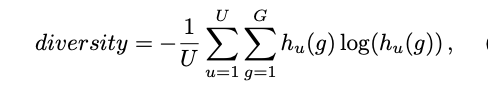 diversity = −\frac{1}{U} \sum_{u=1}^{U} \sum_{g=1}^{G} h_u(g) \log(h_u(g)) ,